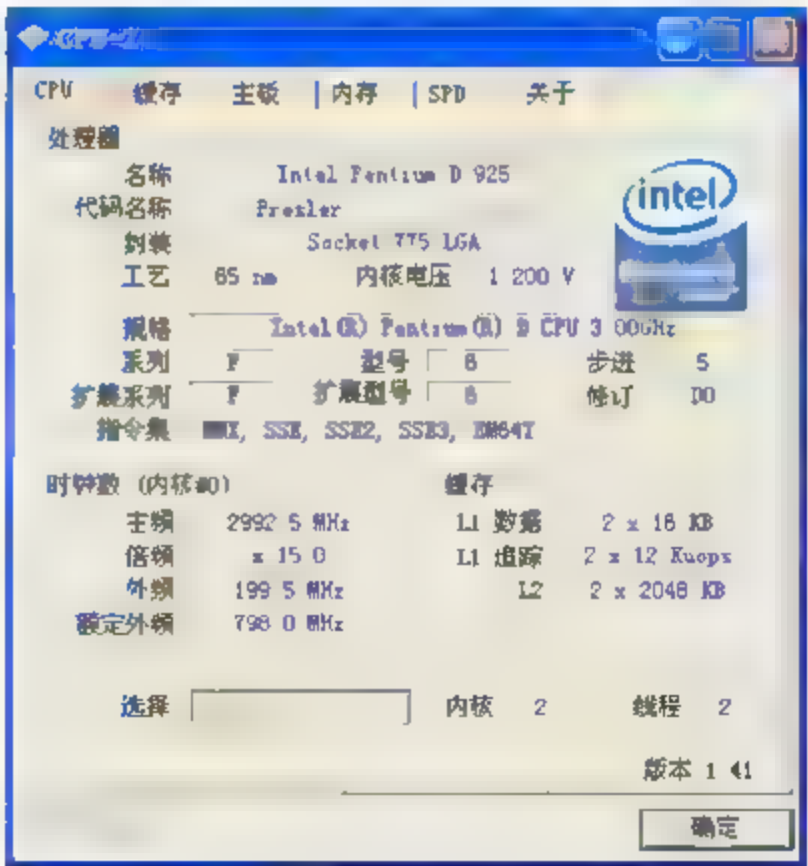 CPU 缓存 主板 内存 SPD 关于
处理器
名称 Intel Pentium D 925
intel
代码名称 Presler
封装 Socket 775 LGA
工艺 65 nm 内核电压 1 200 V
规格 Intel(R) Pentium(R) D CPU 3 00GHz
系列 F 型号 6 步进 5
扩展系列 F 扩展型号 6 修订 D0
指令集 MMX, SSE, SSE2, SSE3, EM64T
时钟数 (内核#0) 缓存
主频 2992 5 MHz L1 数据 2 x 16 KB
倍频 x 15 0 L1 追踪 2 x 12 Kuops
外频 199 5 MHz L2 2 x 2048 KB
额定外频 798 0 MHz
选择 内核 2 线程 2
版本 1 41
确定